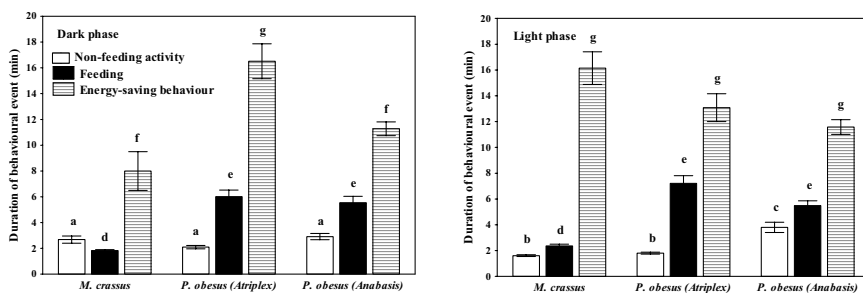 Dark phase
Non-feeding activity
Feeding
Energy-saving behaviour
Duration of behavioural event (min)
20
18
16
14
12
10
8
6
4
2
0
a
d
f
a
e
g
a
e
f
M. crassus
P. obesus (Atriplex)
P. obesus (Anabasis)
Light phase
Duration of behavioural event (min)
20
18
16
14
12
10
8
6
4
2
0
b
d
g
b
e
g
c
e
g
M. crassus
P. obesus (Atriplex)
P. obesus (Anabasis)